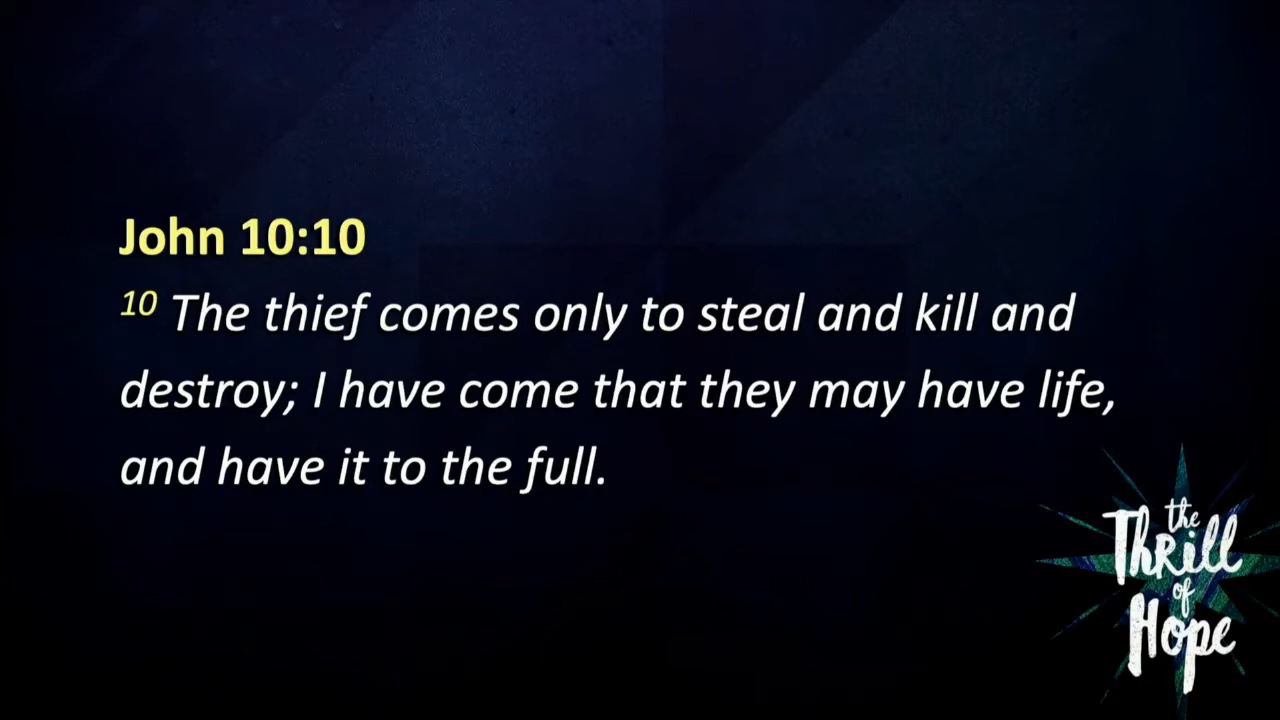 John 10:10
10 The thief comes only to steal and kill and
destroy; I have come that they may have life,
and have it to the full.
the
Thrill
of
Hope